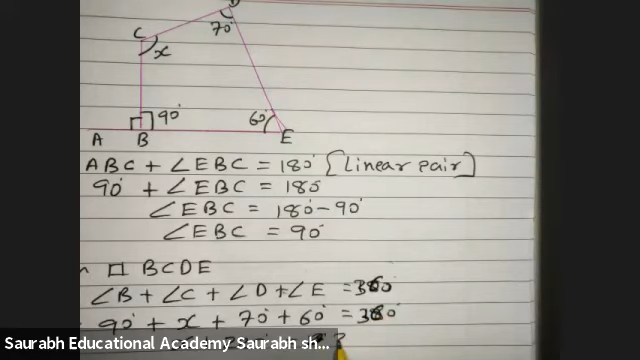 D
70°
C
x
90°
60°
A B E
ABC + ∠EBC = 180° [Linear pair]
90° + ∠EBC = 180
∠EBC = 180° - 90°
∠EBC = 90°
□ BCDE
∠B + ∠C + ∠D + ∠E = 360°
90° + x + 70° + 60° = 360°
Saurabh Educational Academy Saurabh sh...